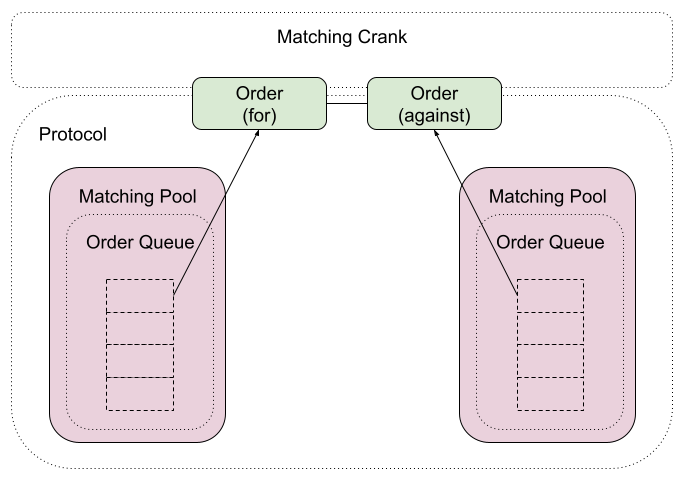 Matching Crank
Order
(for)
Order
(against)
Protocol
Matching Pool
Order Queue
Matching Pool
Order Queue